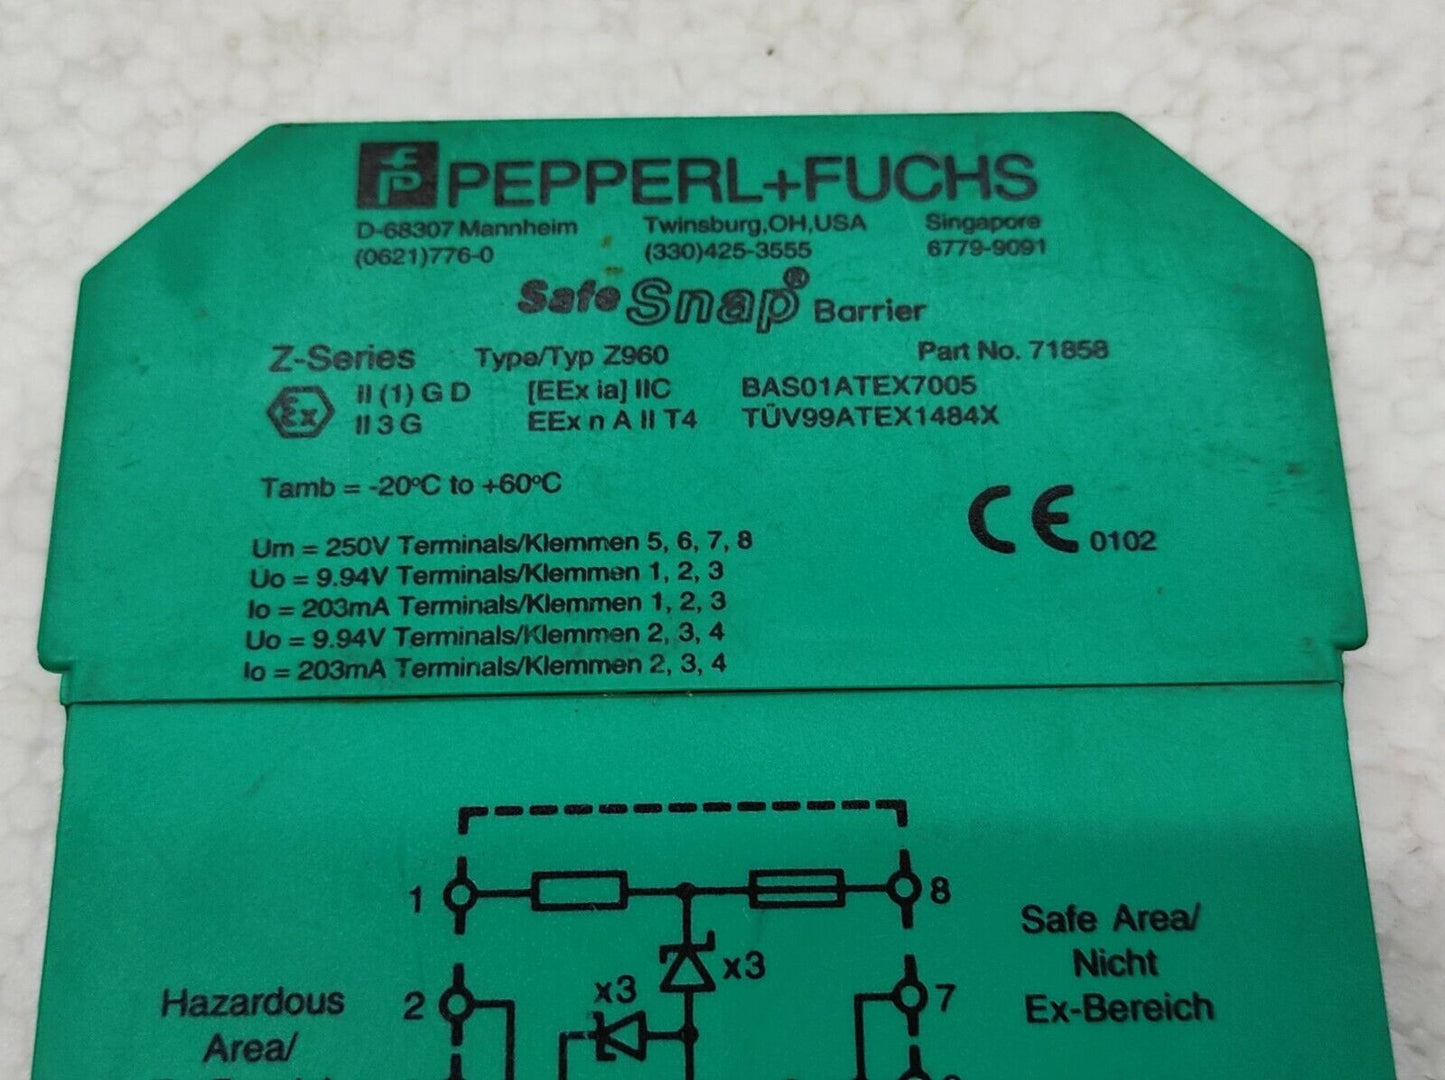 PEPPERL+FUCHS
D-68307 Mannheim Twinsburg,OH,USA Singapore
(0621)776-0 (330)425-3555 6779-9091
Safe Snap® Barrier
Z-Series Type/Typ Z960 Part No. 71858
Ex II (1) G D [EEx ia] IIC BAS01ATEX7005
II 3 G EEx n A II T4 TÜV99ATEX1484X
Tamb = -20°C to +60°C
CE 0102
Um = 250V Terminals/Klemmen 5, 6, 7, 8
Uo = 9.94V Terminals/Klemmen 1, 2, 3
Io = 203mA Terminals/Klemmen 1, 2, 3
Uo = 9.94V Terminals/Klemmen 2, 3, 4
Io = 203mA Terminals/Klemmen 2, 3, 4
1 8
x3
x3
2 7
Safe Area/
Nicht
Ex-Bereich
Hazardous
Area/